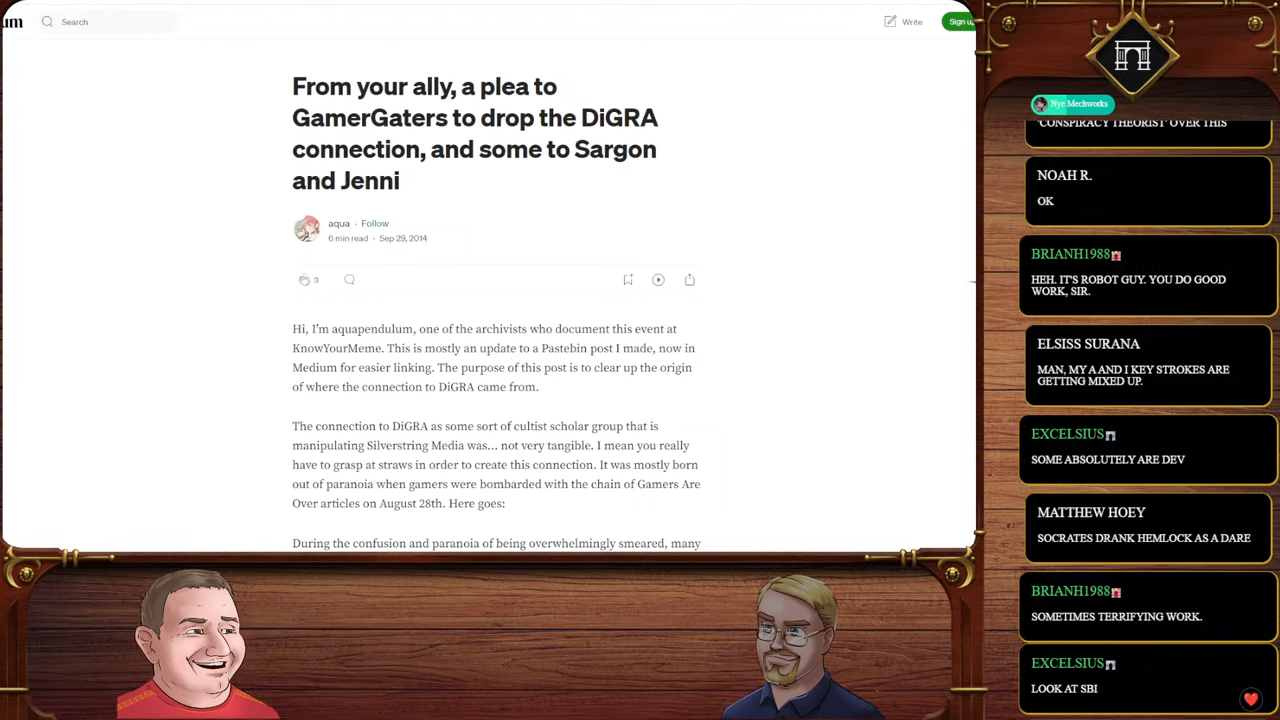 um
Search
Write
Sign up
From your ally, a plea to
GamerGaters to drop the DiGRA
connection, and some to Sargon
and Jenni
aqua · Follow
6 min read · Sep 29, 2014
3
Hi, I'm aquapendulum, one of the archivists who document this event at
KnowYourMeme. This is mostly an update to a Pastebin post I made, now in
Medium for easier linking. The purpose of this post is to clear up the origin
of where the connection to DiGRA came from.
The connection to DiGRA as some sort of cultist scholar group that is
manipulating Silverstring Media was... not very tangible. I mean you really
have to grasp at straws in order to create this connection. It was mostly born
out of paranoia when gamers were bombarded with the chain of Gamers Are
Over articles on August 28th. Here goes:
During the confusion and paranoia of being overwhelmingly smeared, many
Nye Mechworks
'CONSPIRACY THEORIST' OVER THIS
NOAH R.
OK
BRIANH1988
HEH. IT'S ROBOT GUY. YOU DO GOOD
WORK, SIR.
ELSISS SURANA
MAN, MY A AND I KEY STROKES ARE
GETTING MIXED UP.
EXCELSIUS
SOME ABSOLUTELY ARE DEV
MATTHEW HOEY
SOCRATES DRANK HEMLOCK AS A DARE
BRIANH1988
SOMETIMES TERRIFYING WORK.
EXCELSIUS
LOOK AT SBI